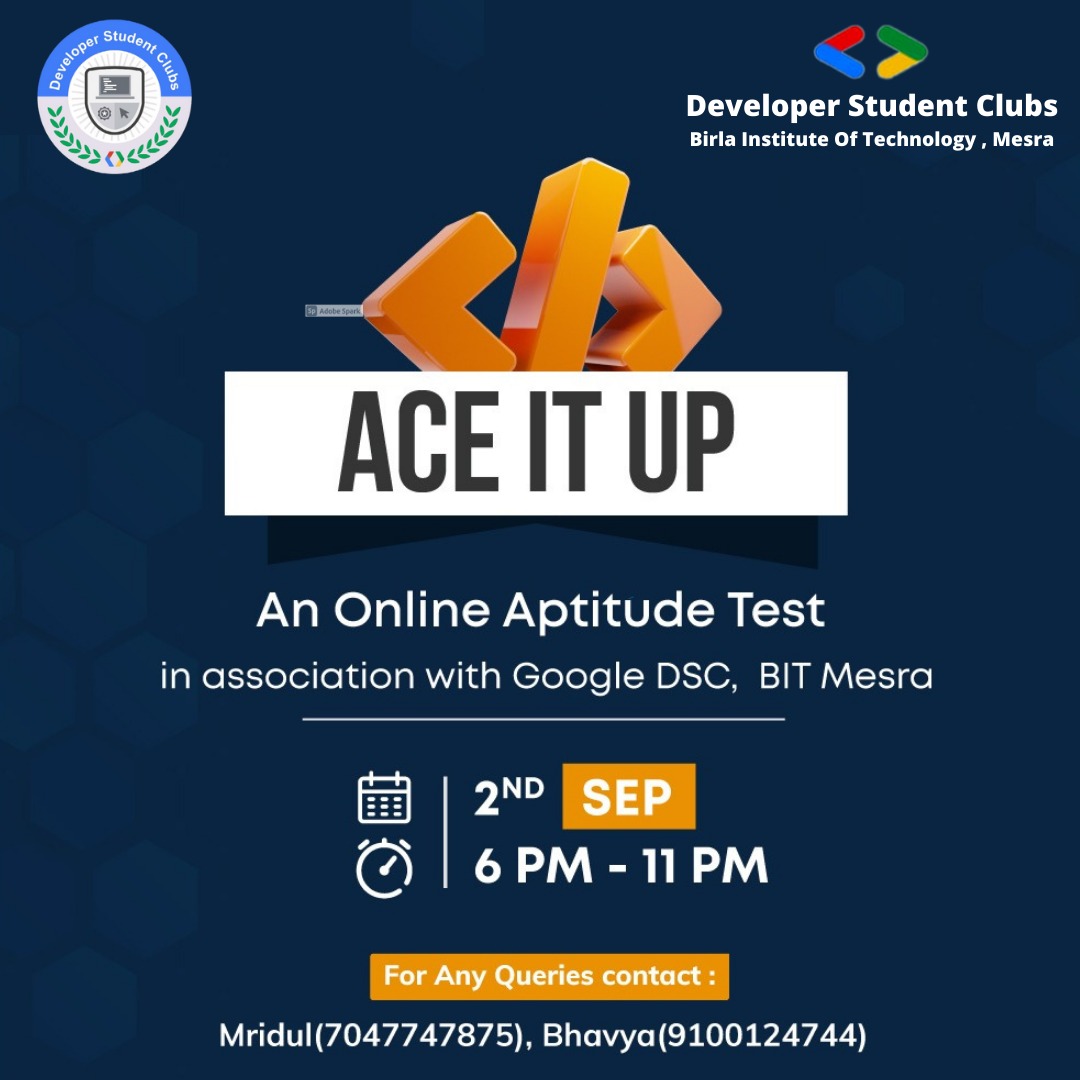 Developer Student Clubs
Developer Student Clubs
Birla Institute Of Technology , Mesra
Sp Adobe Spark
ACE IT UP
An Online Aptitude Test
in association with Google DSC, BIT Mesra
2ND SEP
6 PM - 11 PM
For Any Queries contact :
Mridul(7047747875), Bhavya(9100124744)